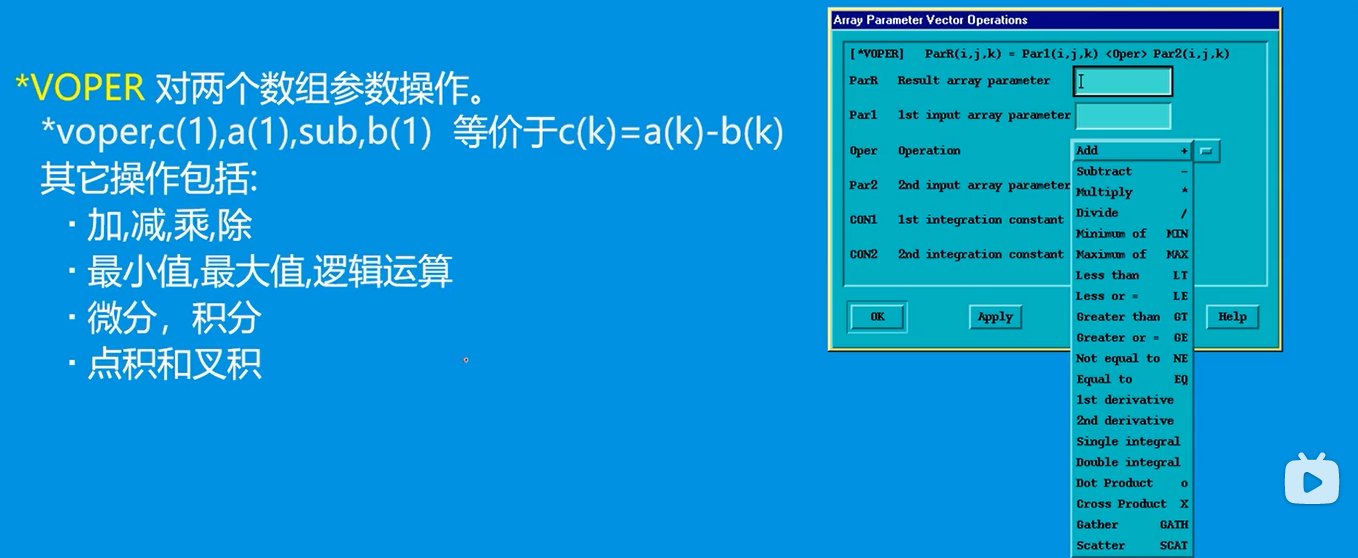 *VOPER 对两个数组参数操作。
*voper,c(1),a(1),sub,b(1) 等价于c(k)=a(k)-b(k)
其它操作包括:
· 加,减,乘,除
· 最小值,最大值,逻辑运算
· 微分，积分
· 点积和叉积
Array Parameter Vector Operations
[*VOPER] ParR(i,j,k) = Par1(i,j,k) <Oper> Par2(i,j,k)
ParR Result array parameter
Par1 1st input array parameter
Oper Operation
Par2 2nd input array parameter
CON1 1st integration constant
CON2 2nd integration constant
Add +
Subtract -
Multiply *
Divide /
Minimum of MIN
Maximum of MAX
Less than LT
Less or = LE
Greater than GT
Greater or = GE
Not equal to NE
Equal to EQ
1st derivative
2nd derivative
Single integral
Double integral
Dot Product o
Cross Product X
Gather GATH
Scatter SCAT
OK
Apply
Help